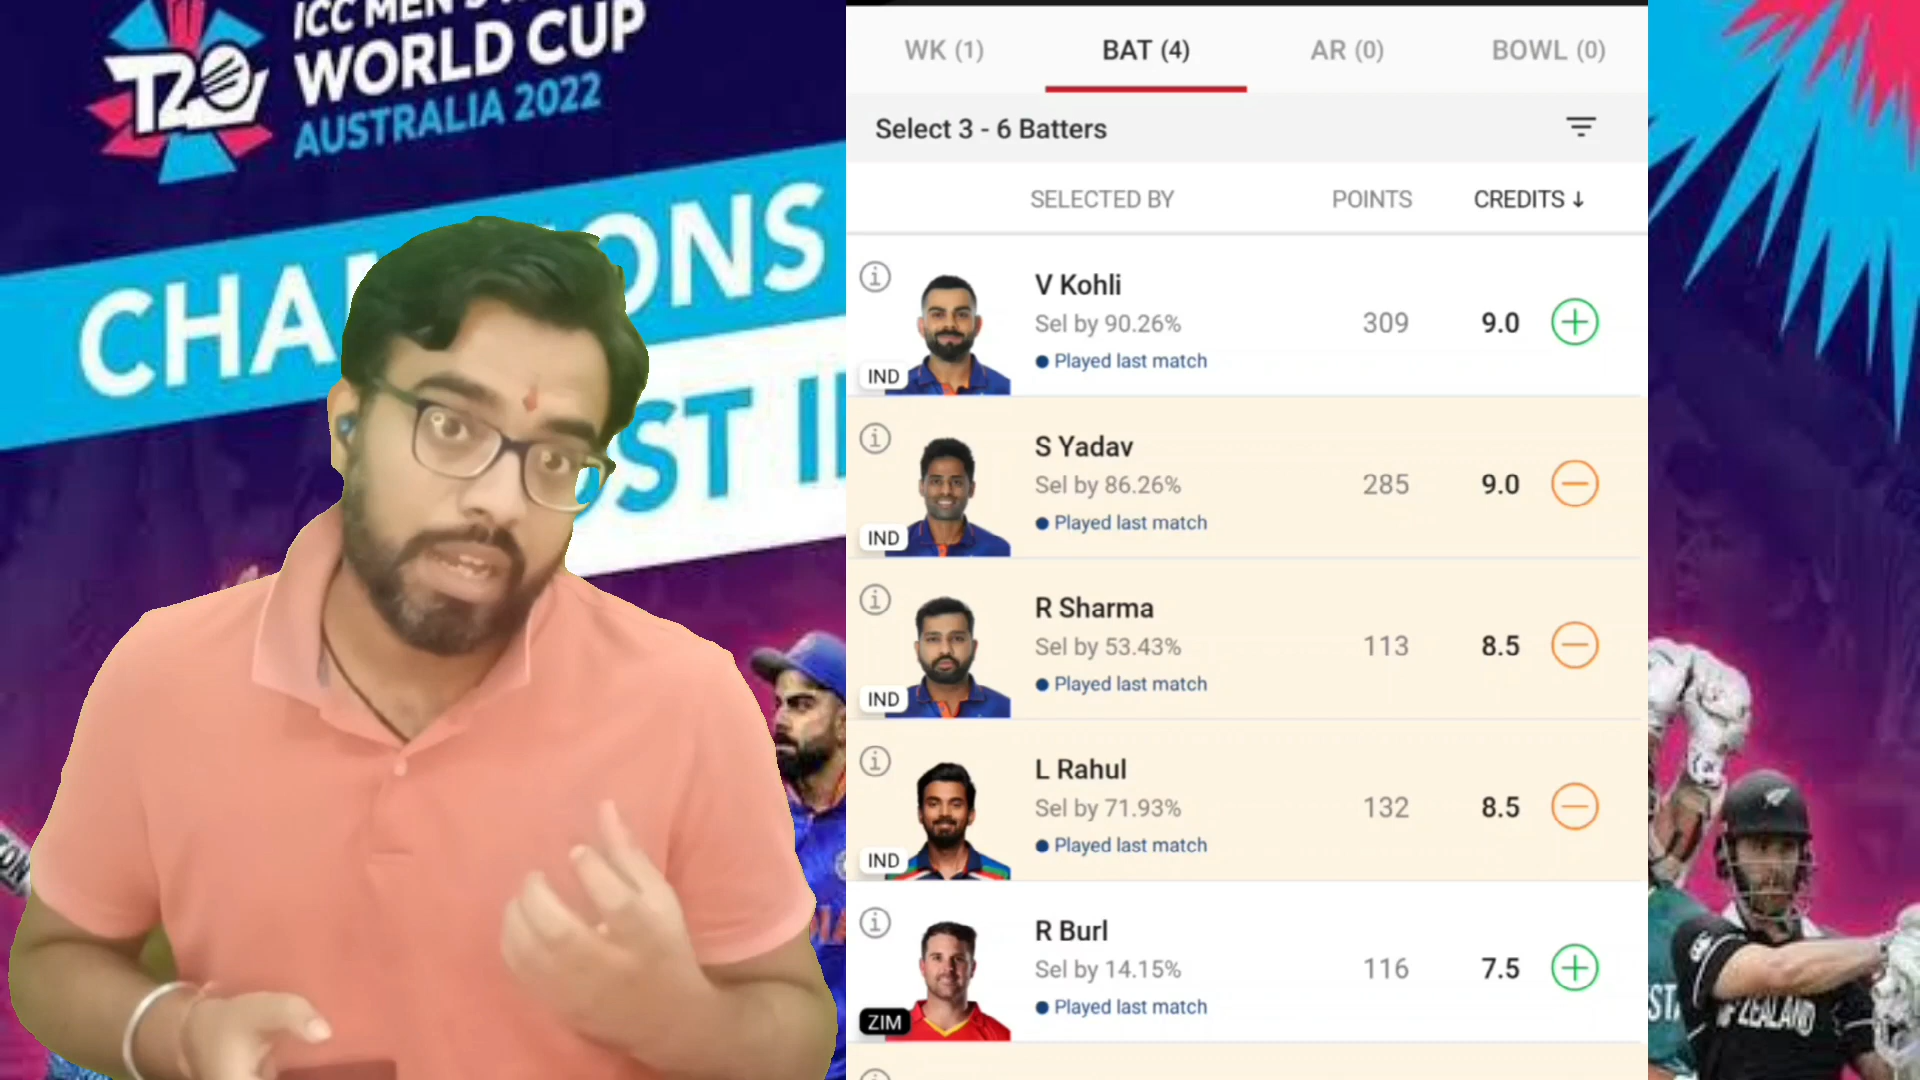 ICC MEN'S
T20
WORLD CUP
AUSTRALIA 2022
CHA
ONS
ST I
WK (1)
BAT (4)
AR (0)
BOWL (0)
Select 3 - 6 Batters
SELECTED BY
POINTS
CREDITS ↓
V Kohli
Sel by 90.26%
309
9.0
Played last match
IND
S Yadav
Sel by 86.26%
285
9.0
Played last match
IND
R Sharma
Sel by 53.43%
113
8.5
Played last match
IND
L Rahul
Sel by 71.93%
132
8.5
Played last match
IND
R Burl
Sel by 14.15%
116
7.5
Played last match
ZIM
ZEALAND